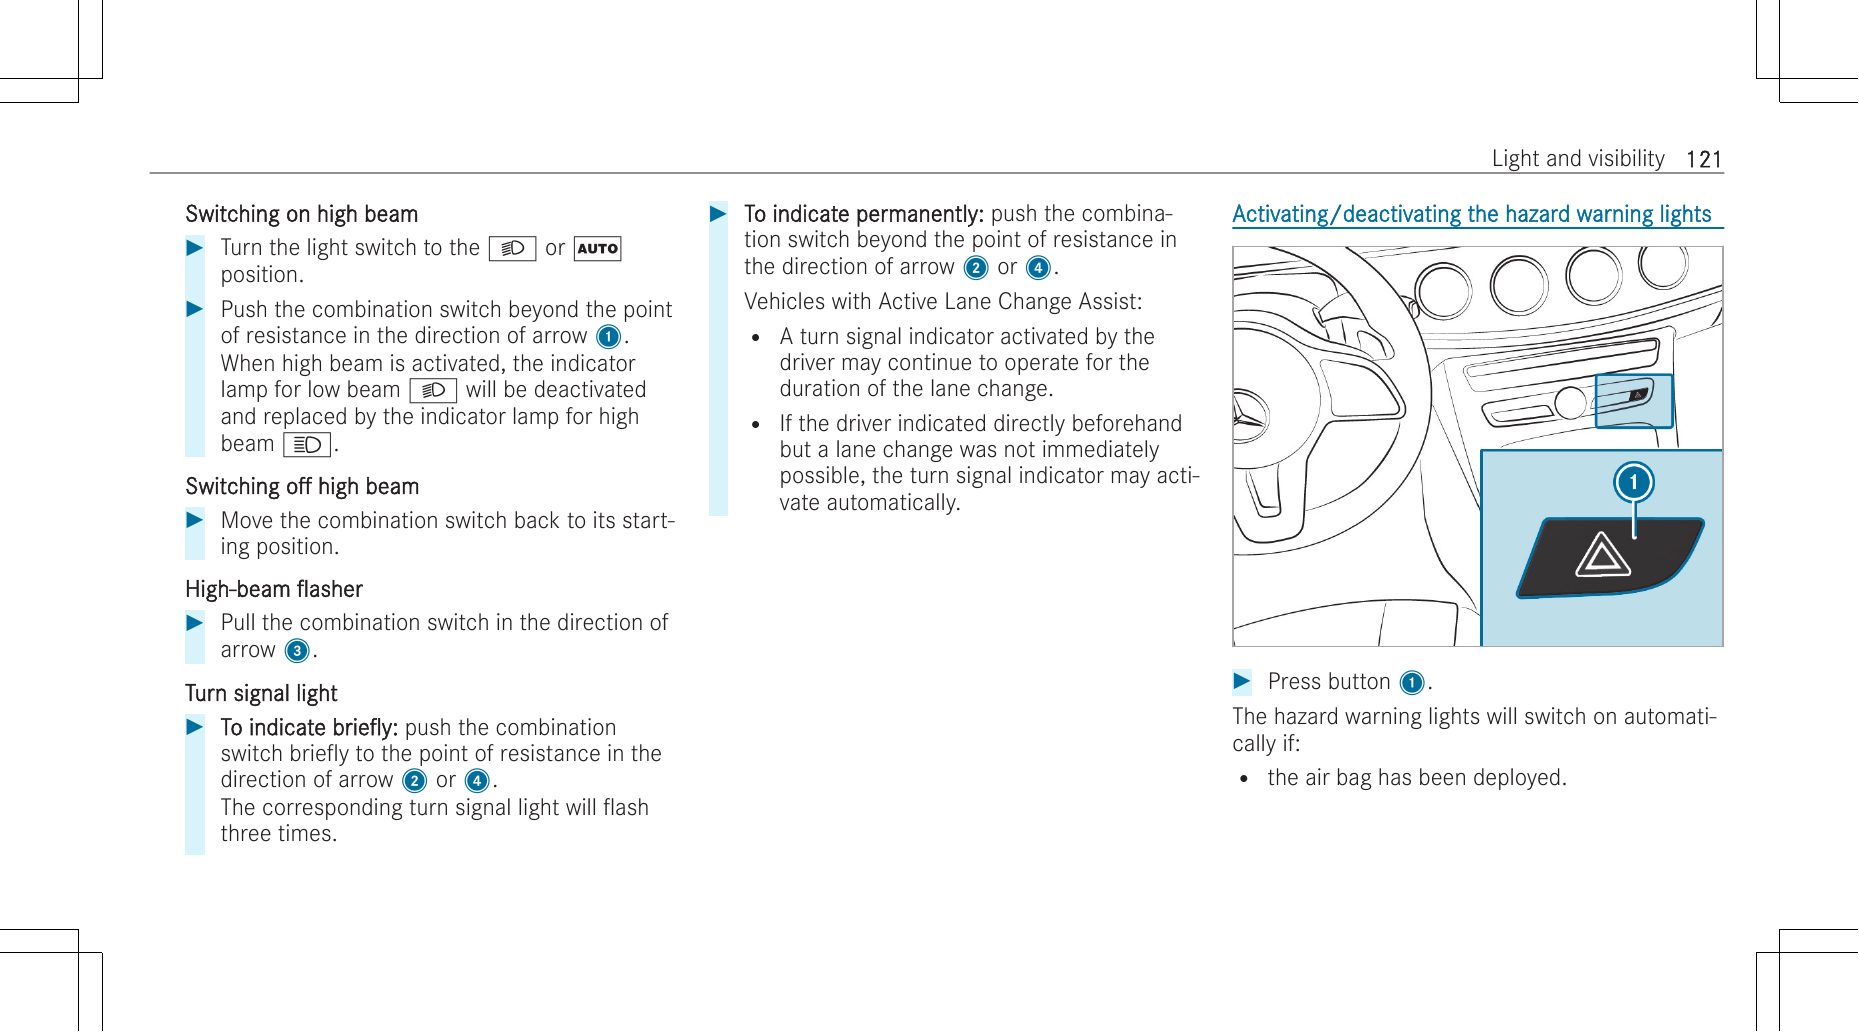 Light and visibility 121
Switching on high beam
▶ Turn the light switch to the or AUTO
position.
▶ Push the combination switch beyond the point
of resistance in the direction of arrow 1.
When high beam is activated, the indicator
lamp for low beam will be deactivated
and replaced by the indicator lamp for high
beam .
Switching off high beam
▶ Move the combination switch back to its start-
ing position.
High-beam flasher
▶ Pull the combination switch in the direction of
arrow 3.
Turn signal light
▶ To indicate briefly: push the combination
switch briefly to the point of resistance in the
direction of arrow 2 or 4.
The corresponding turn signal light will flash
three times.
▶ To indicate permanently: push the combina-
tion switch beyond the point of resistance in
the direction of arrow 2 or 4.
Vehicles with Active Lane Change Assist:
• A turn signal indicator activated by the
driver may continue to operate for the
duration of the lane change.
• If the driver indicated directly beforehand
but a lane change was not immediately
possible, the turn signal indicator may acti-
vate automatically.
Activating/deactivating the hazard warning lights
1
▶ Press button 1.
The hazard warning lights will switch on automati-
cally if:
• the air bag has been deployed.